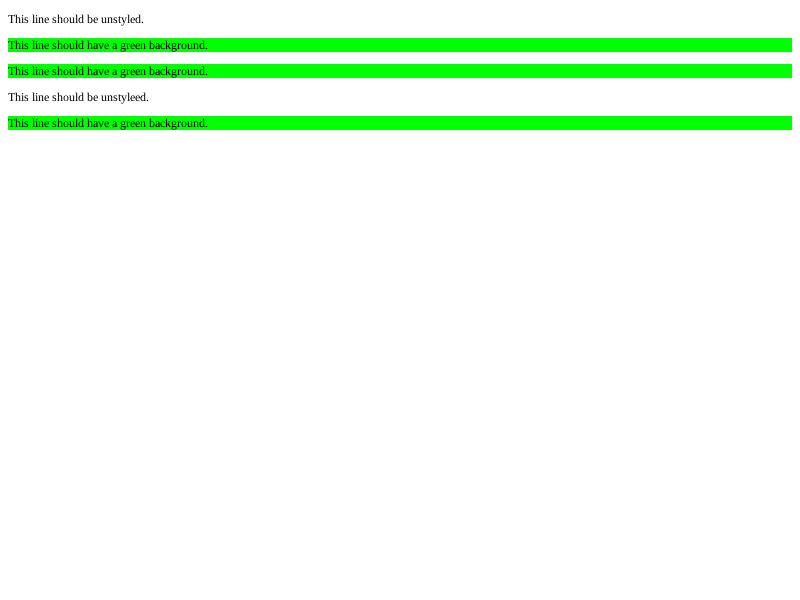 This line should be unstyled.
This line should have a green background.
This line should have a green background.
This line should be unstyleed.
This line should have a green background.